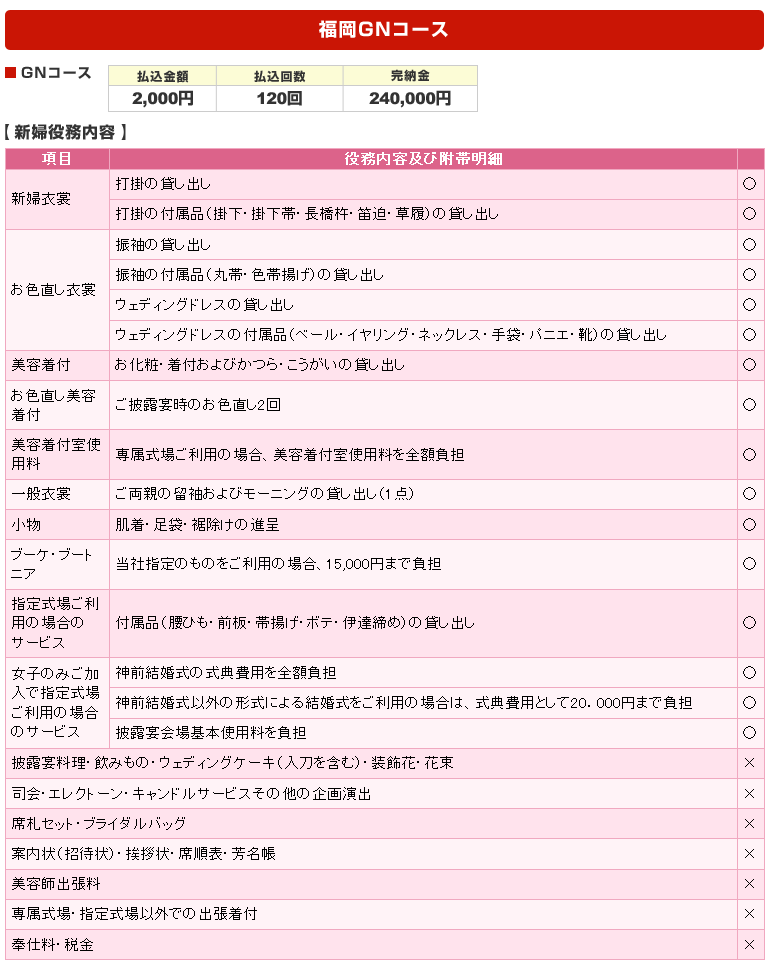 福岡GNコース
■ GNコース
払込金額 払込回数 完納金
2,000円 120回 240,000円
【 新婦役務内容 】
項目 役務内容及び附帯明細
新婦衣裳
打掛の貸し出し ○
打掛の付属品（掛下・掛下帯・長橋杵・笛迫・草履）の貸し出し ○
お色直し衣裳
振袖の貸し出し ○
振袖の付属品（丸帯・色帯揚げ）の貸し出し ○
ウェディングドレスの貸し出し ○
ウェディングドレスの付属品（ベール・イヤリング・ネックレス・手袋・パニエ・靴）の貸し出し ○
美容着付 お化粧・着付およびかつら・こうがいの貸し出し ○
お色直し美容
着付
ご披露宴時のお色直し2回 ○
美容着付室使
用料
専属式場ご利用の場合、美容着付室使用料を全額負担 ○
一般衣裳 ご両親の留袖およびモーニングの貸し出し（1点） ○
小物 肌着・足袋・裾除けの進呈 ○
ブーケ・ブート
ニア
当社指定のものをご利用の場合、15,000円まで負担 ○
指定式場ご利
用の場合の
サービス
付属品（腰ひも・前板・帯揚げ・ボテ・伊達締め）の貸し出し ○
女子のみご加
入で指定式場
ご利用の場合
のサービス
神前結婚式の式典費用を全額負担 ○
神前結婚式以外の形式による結婚式をご利用の場合は、式典費用として20．000円まで負担 ○
披露宴会場基本使用料を負担 ○
披露宴料理・飲みもの・ウェディングケーキ（入刀を含む）・装飾花・花束 ×
司会・エレクトーン・キャンドルサービスその他の企画演出 ×
席札セット・ブライダルバッグ ×
案内状（招待状）・挨拶状・席順表・芳名帳 ×
美容師出張料 ×
専属式場・指定式場以外での出張着付 ×
奉仕料・税金 ×